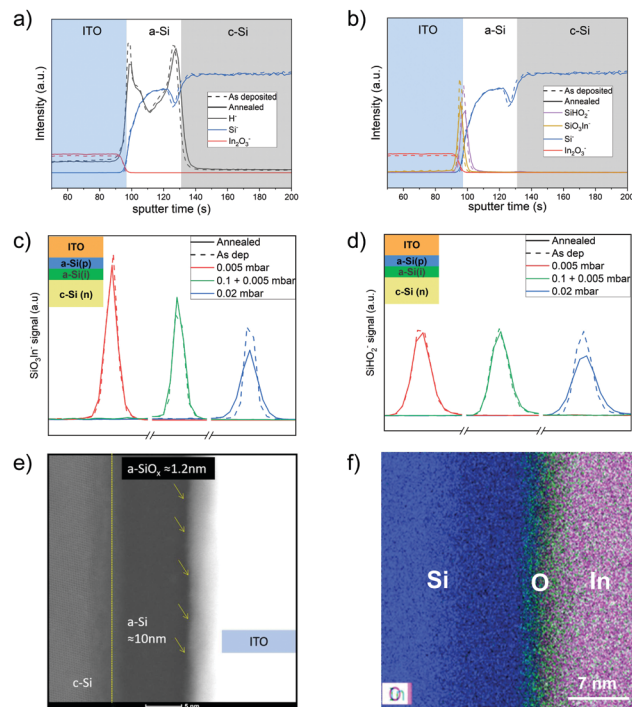 a)
ITO
a-Si
c-Si
Intensity (a.u.)
As deposited
Annealed
H⁻
Si⁻
In₂O₃⁻
60 80 100 120 140 160 180 200
sputter time (s)
b)
ITO
a-Si
c-Si
Intensity (a.u.)
As deposited
Annealed
SiHO₂⁻
SiO₃In⁻
Si⁻
In₂O₃⁻
60 80 100 120 140 160 180 200
sputter time (s)
c)
ITO
a-Si(p)
a-Si(i)
c-Si (n)
Annealed
As dep
0.005 mbar
0.1 + 0.005 mbar
0.02 mbar
SiO₃In⁻ signal (a.u)
d)
ITO
a-Si(p)
a-Si(i)
c-Si (n)
Annealed
As dep
0.005 mbar
0.1 + 0.005 mbar
0.02 mbar
SiHO₂⁻ signal (a.u.)
e)
a-SiOₓ ≈1.2nm
a-Si
≈10nm
ITO
c-Si
5 nm
f)
Si
O
In
7 nm